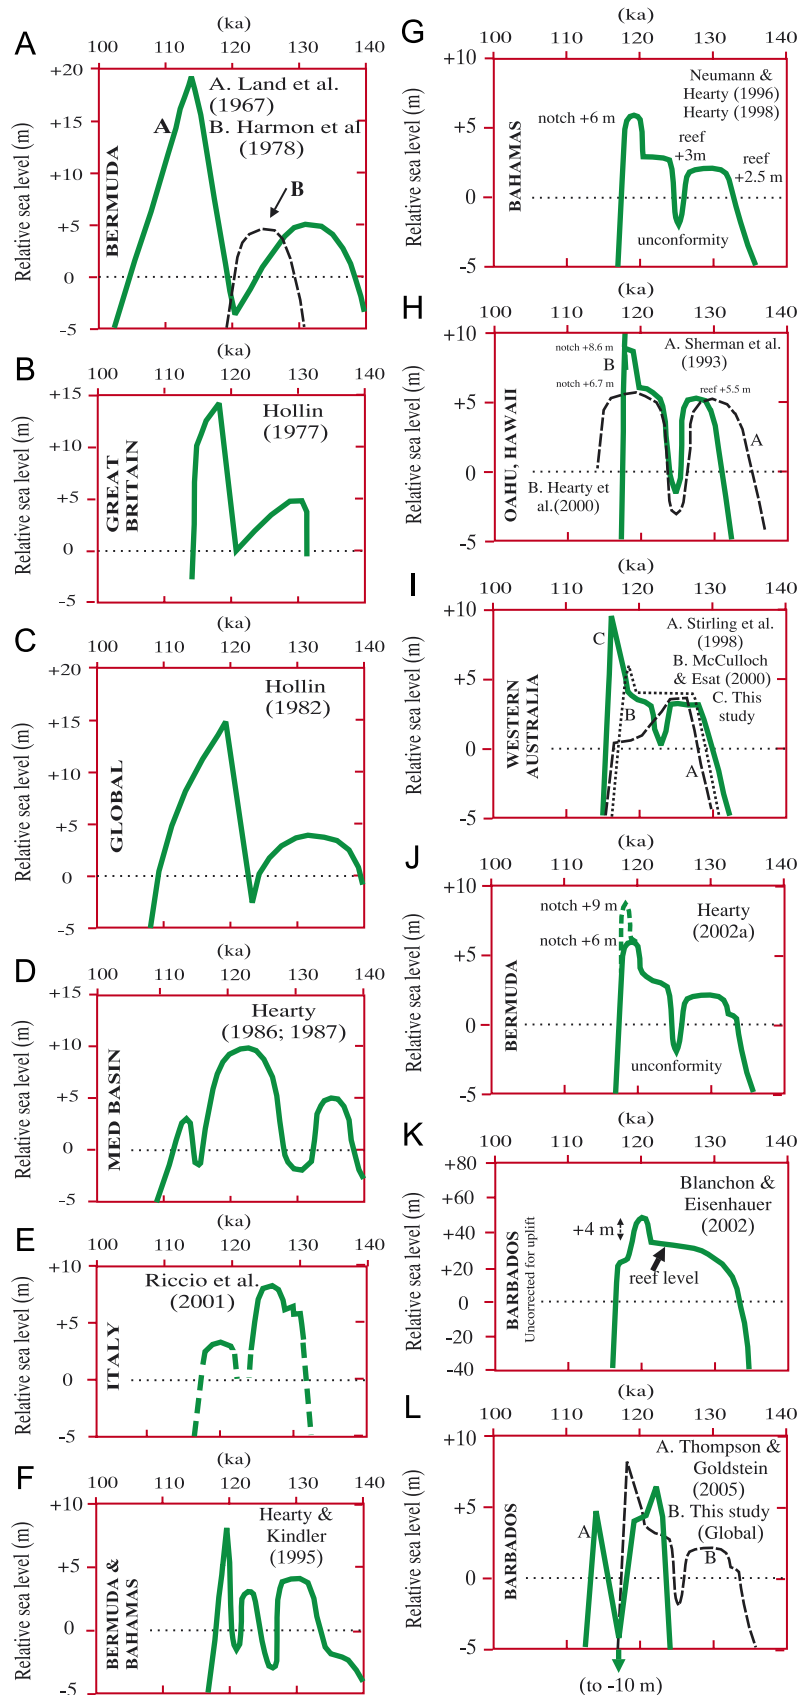 A
(ka)
100 110 120 130 140
+20
+15
+10
+5
0
-5
Relative sea level (m)
BERMUDA
A. Land et al.
(1967)
B. Harmon et al
(1978)
A
B
B
(ka)
100 110 120 130 140
+15
+10
+5
0
-5
Relative sea level (m)
GREAT
BRITAIN
Hollin
(1977)
C
(ka)
100 110 120 130 140
+20
+15
+10
+5
0
-5
Relative sea level (m)
GLOBAL
Hollin
(1982)
D
(ka)
100 110 120 130 140
+15
+10
+5
0
-5
Relative sea level (m)
MED BASIN
Hearty
(1986; 1987)
E
(ka)
100 110 120 130 140
+10
+5
0
-5
Relative sea level (m)
ITALY
Riccio et al.
(2001)
F
(ka)
100 110 120 130 140
+10
+5
0
-5
Relative sea level (m)
BERMUDA &
BAHAMAS
Hearty &
Kindler
(1995)
G
(ka)
100 110 120 130 140
+10
+5
0
-5
Relative sea level (m)
BAHAMAS
Neumann &
Hearty (1996)
Hearty (1998)
notch +6 m
reef
+3m
reef
+2.5 m
unconformity
H
(ka)
100 110 120 130 140
+10
+5
0
-5
Relative sea level (m)
OAHU, HAWAII
A. Sherman et al.
(1993)
notch +8.6 m
B
notch +6.7 m
reef +5.5 m
A
B. Hearty et
al.(2000)
I
(ka)
100 110 120 130 140
+10
+5
0
-5
Relative sea level (m)
WESTERN
AUSTRALIA
A. Stirling et al.
(1998)
B. McCulloch
& Esat (2000)
C. This
study
C
B
A
J
(ka)
100 110 120 130 140
+10
+5
0
-5
Relative sea level (m)
BERMUDA
Hearty
(2002a)
notch +9 m
notch +6 m
unconformity
K
(ka)
100 110 120 130 140
+80
+60
+40
+20
0
-20
-40
Relative sea level (m)
BARBADOS
Uncorrected for uplift
Blanchon &
Eisenhauer
(2002)
+4 m
reef level
L
(ka)
100 110 120 130 140
+10
+5
0
-5
Relative sea level (m)
BARBADOS
A. Thompson &
Goldstein
(2005)
B. This study
(Global)
A
B
(to -10 m)